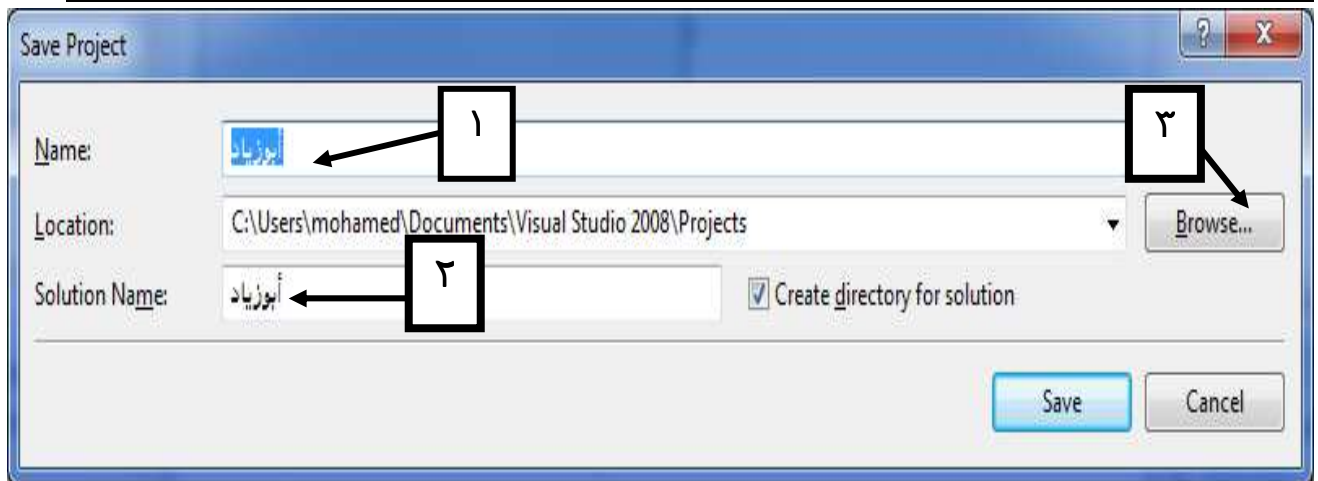 Save Project
١
٣
Name: أبوزياد
Location: C:\Users\mohamed\Documents\Visual Studio 2008\Projects Browse...
٢
Solution Name: أبوزياد Create directory for solution
Save Cancel